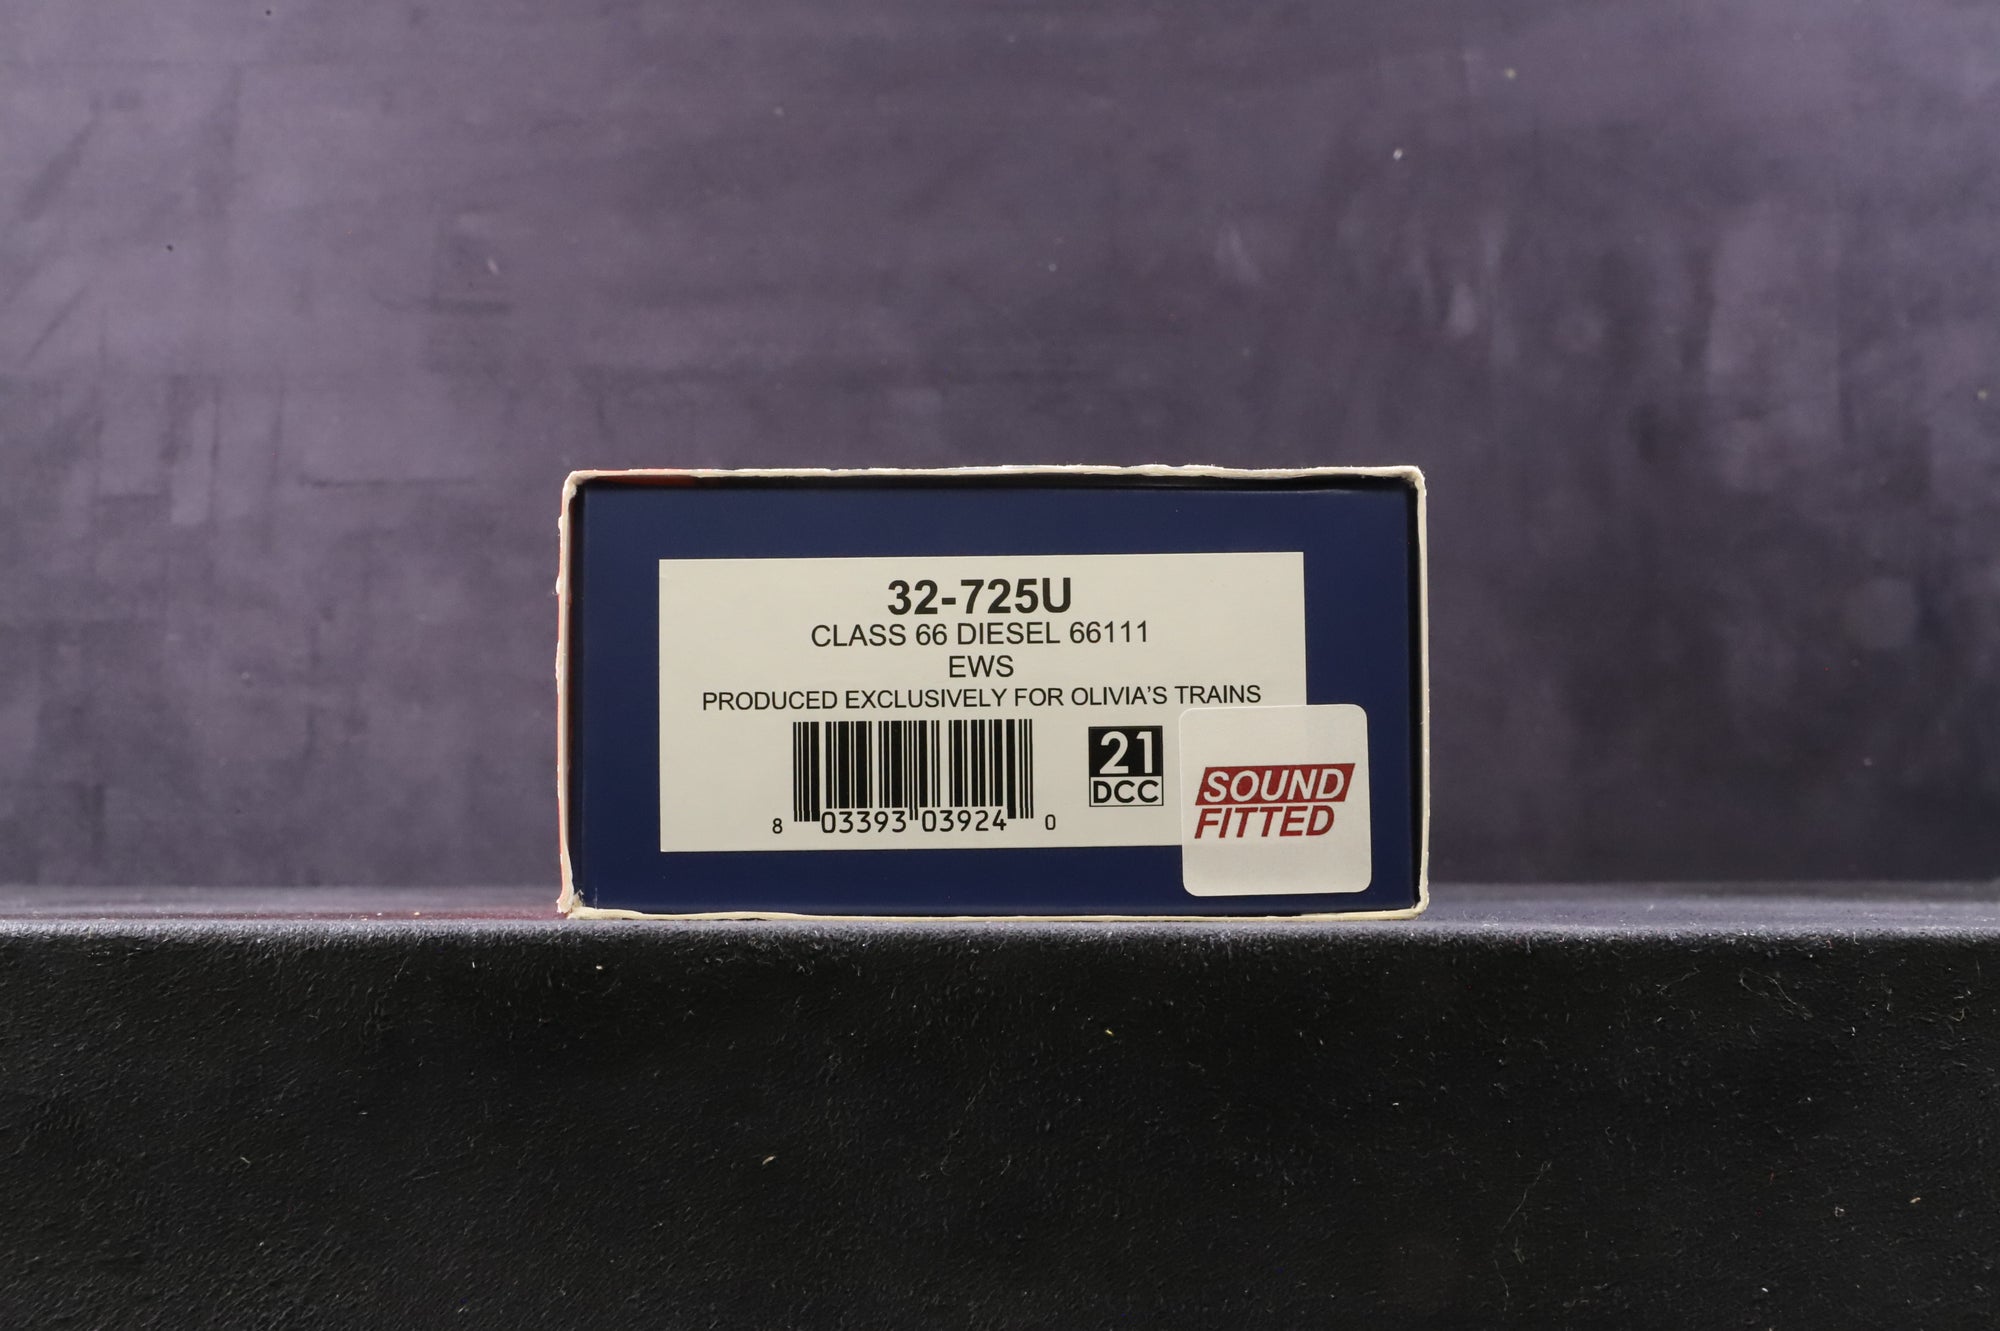 32-725U
CLASS 66 DIESEL 66111
EWS
PRODUCED EXCLUSIVELY FOR OLIVIA'S TRAINS
8 03393 03924 0
21
DCC
SOUND
FITTED